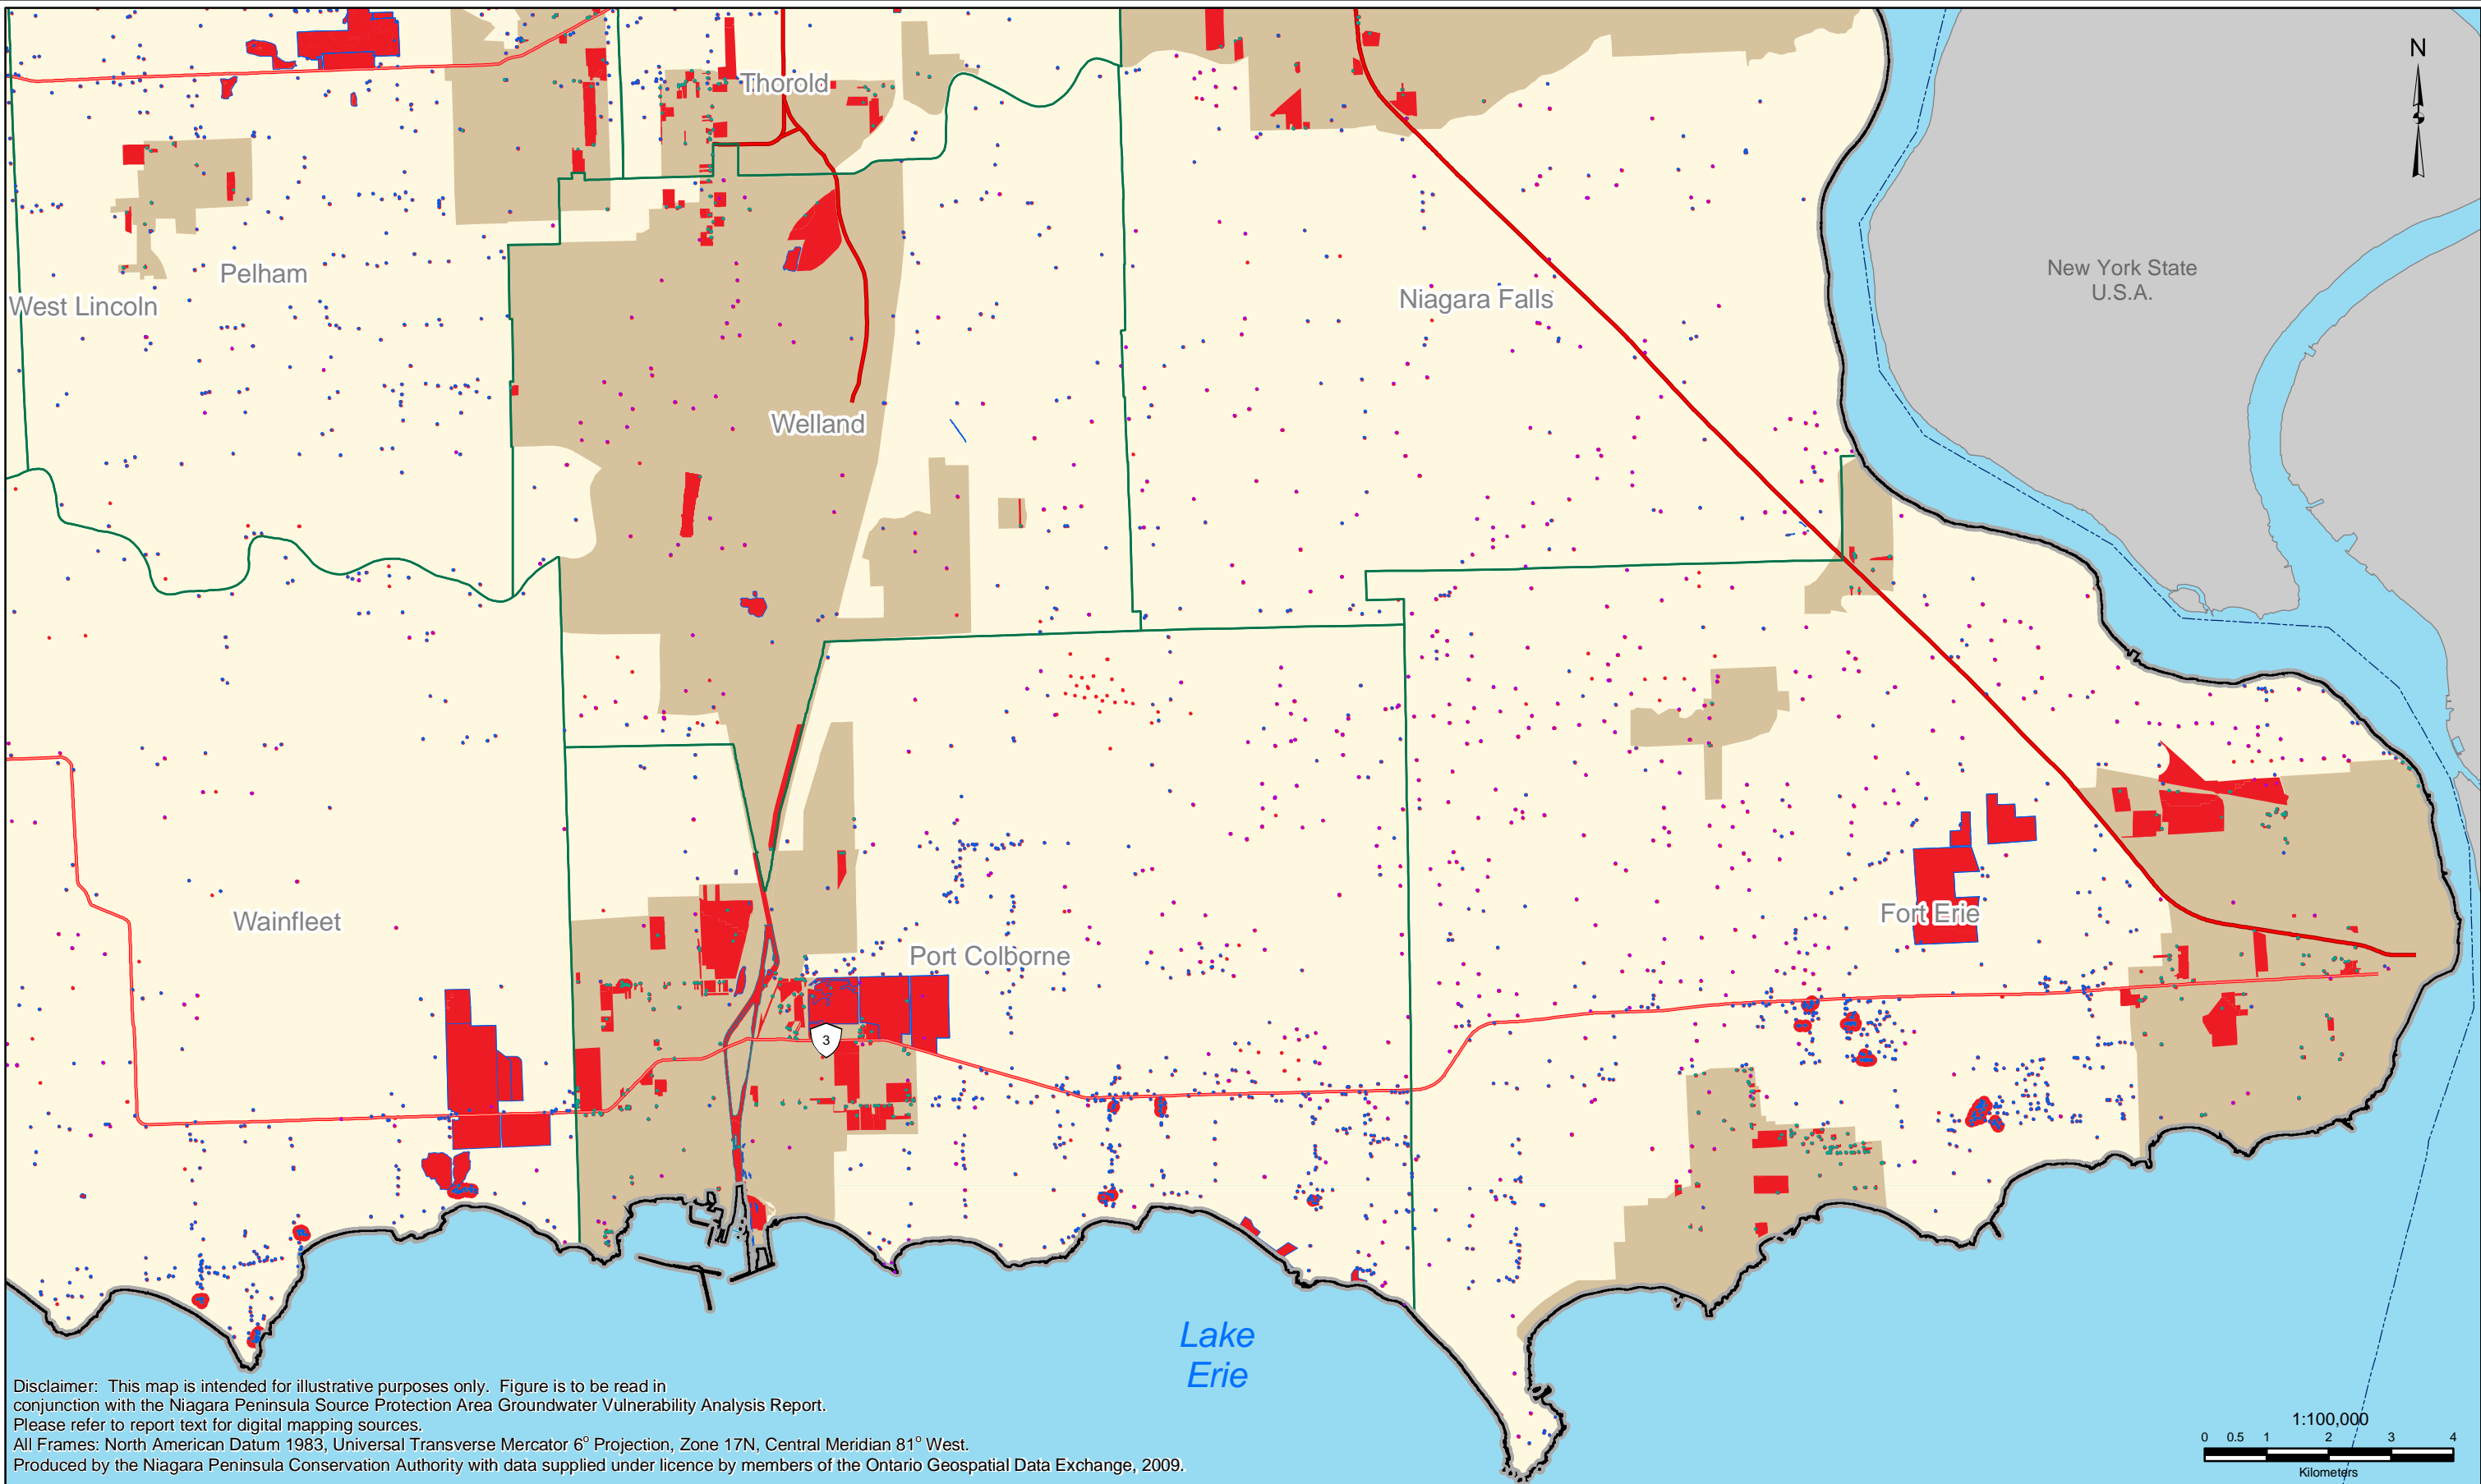 N
Thorold
New York State
U.S.A.
Pelham
West Lincoln
Niagara Falls
Welland
Wainfleet
Fort Erie
Port Colborne
3
Lake
Erie
Disclaimer: This map is intended for illustrative purposes only. Figure is to be read in
conjunction with the Niagara Peninsula Source Protection Area Groundwater Vulnerability Analysis Report.
Please refer to report text for digital mapping sources.
All Frames: North American Datum 1983, Universal Transverse Mercator 6° Projection, Zone 17N, Central Meridian 81° West.
Produced by the Niagara Peninsula Conservation Authority with data supplied under licence by members of the Ontario Geospatial Data Exchange, 2009.
1:100,000
0 0.5 1 2 3 4
Kilometers